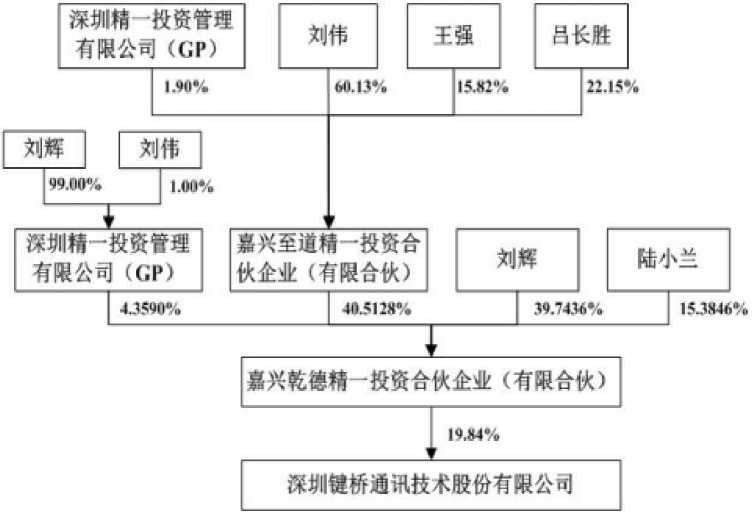 深圳精一投资管理
有限公司（GP）
刘伟
王强
吕长胜
1.90%
60.13%
15.82%
22.15%
刘辉
刘伟
99.00%
1.00%
深圳精一投资管理
有限公司（GP）
嘉兴至道精一投资合
伙企业（有限合伙）
刘辉
陆小兰
4.3590%
40.5128%
39.7436%
15.3846%
嘉兴乾德精一投资合伙企业（有限合伙）
19.84%
深圳键桥通讯技术股份有限公司